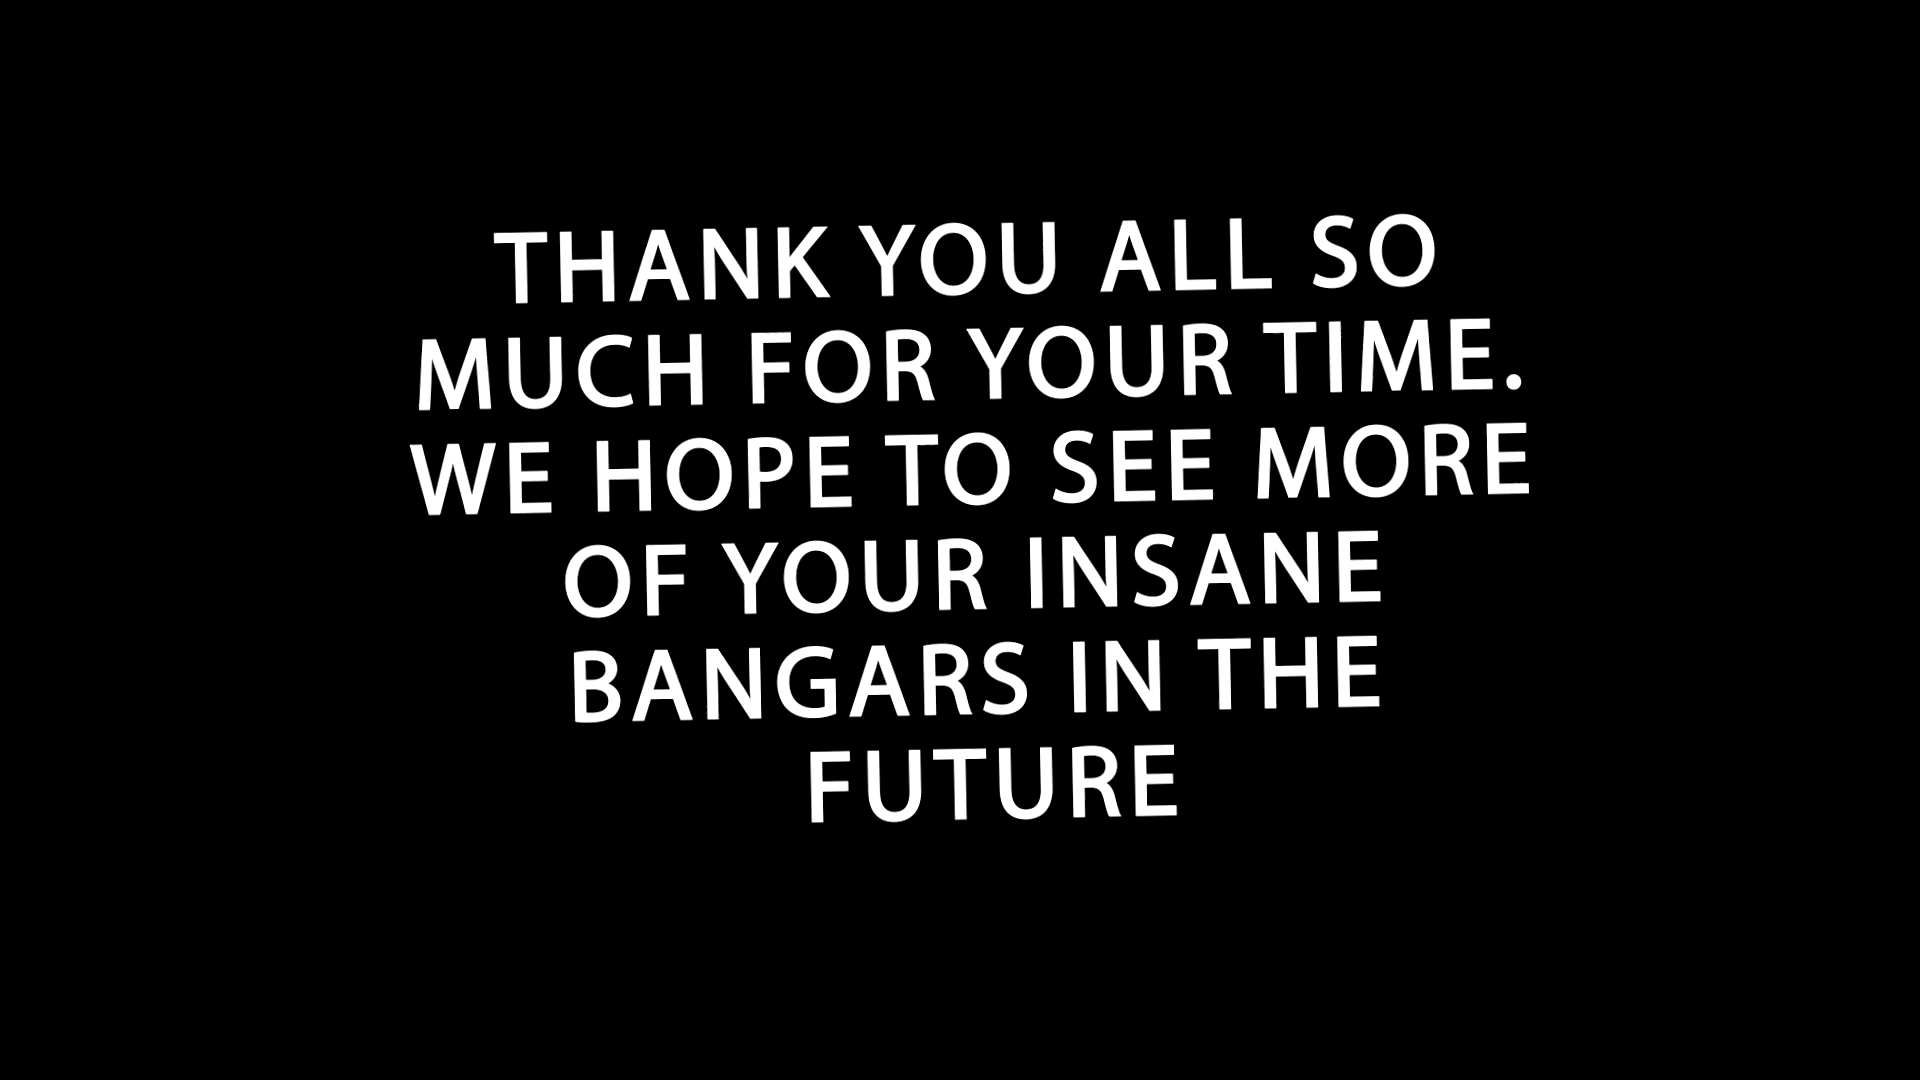 THANK YOU ALL SO
MUCH FOR YOUR TIME.
WE HOPE TO SEE MORE
OF YOUR INSANE
BANGARS IN THE
FUTURE